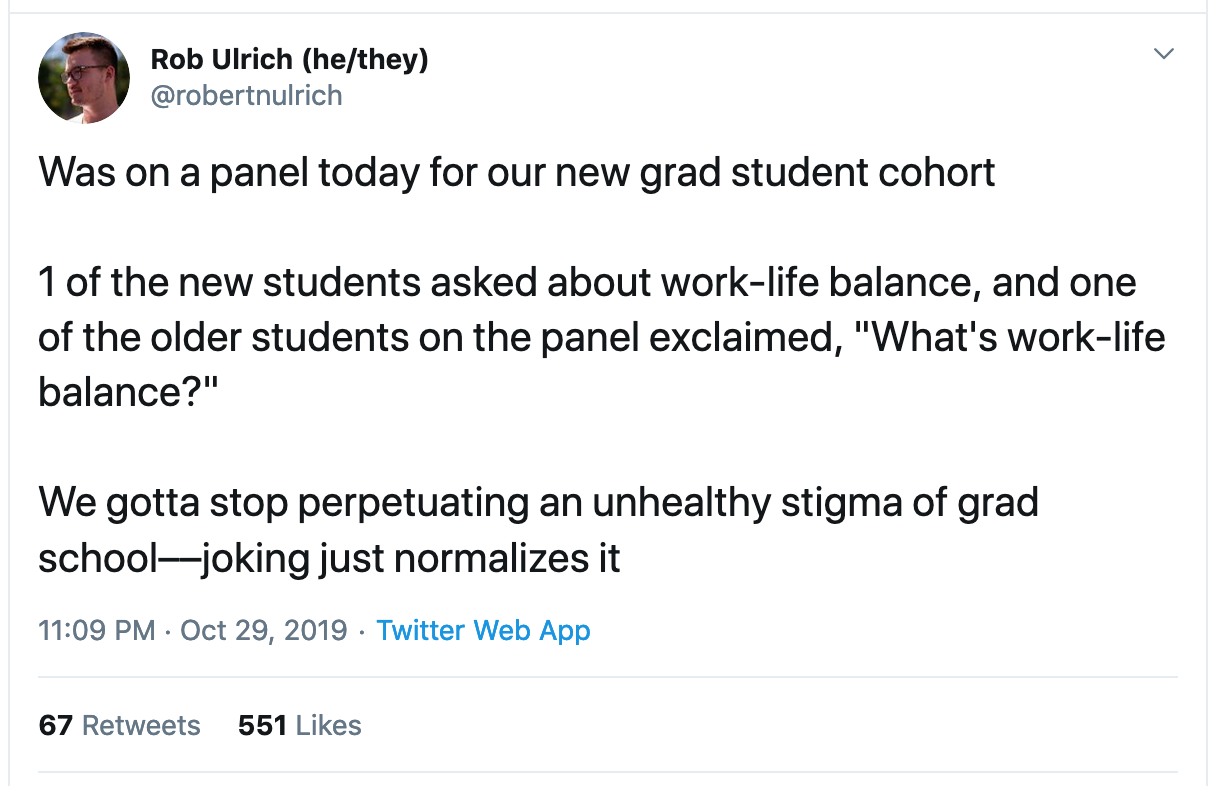 Rob Ulrich (he/they)
@robertnulrich
Was on a panel today for our new grad student cohort
1 of the new students asked about work-life balance, and one
of the older students on the panel exclaimed, "What's work-life
balance?"
We gotta stop perpetuating an unhealthy stigma of grad
school––joking just normalizes it
11:09 PM · Oct 29, 2019 · Twitter Web App
67 Retweets 551 Likes